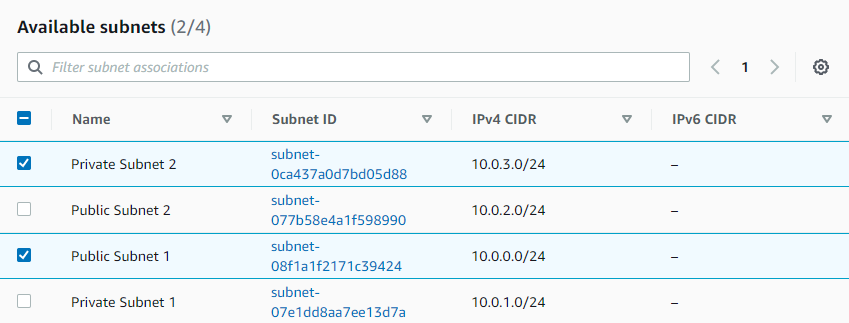 Available subnets (2/4)
Filter subnet associations
1
Name Subnet ID IPv4 CIDR IPv6 CIDR
Private Subnet 2 subnet-0ca437a0d7bd05d88 10.0.3.0/24 –
Public Subnet 2 subnet-077b58e4a1f598990 10.0.2.0/24 –
Public Subnet 1 subnet-08f1a1f2171c39424 10.0.0.0/24 –
Private Subnet 1 subnet-07e1dd8aa7ee13d7a 10.0.1.0/24 –